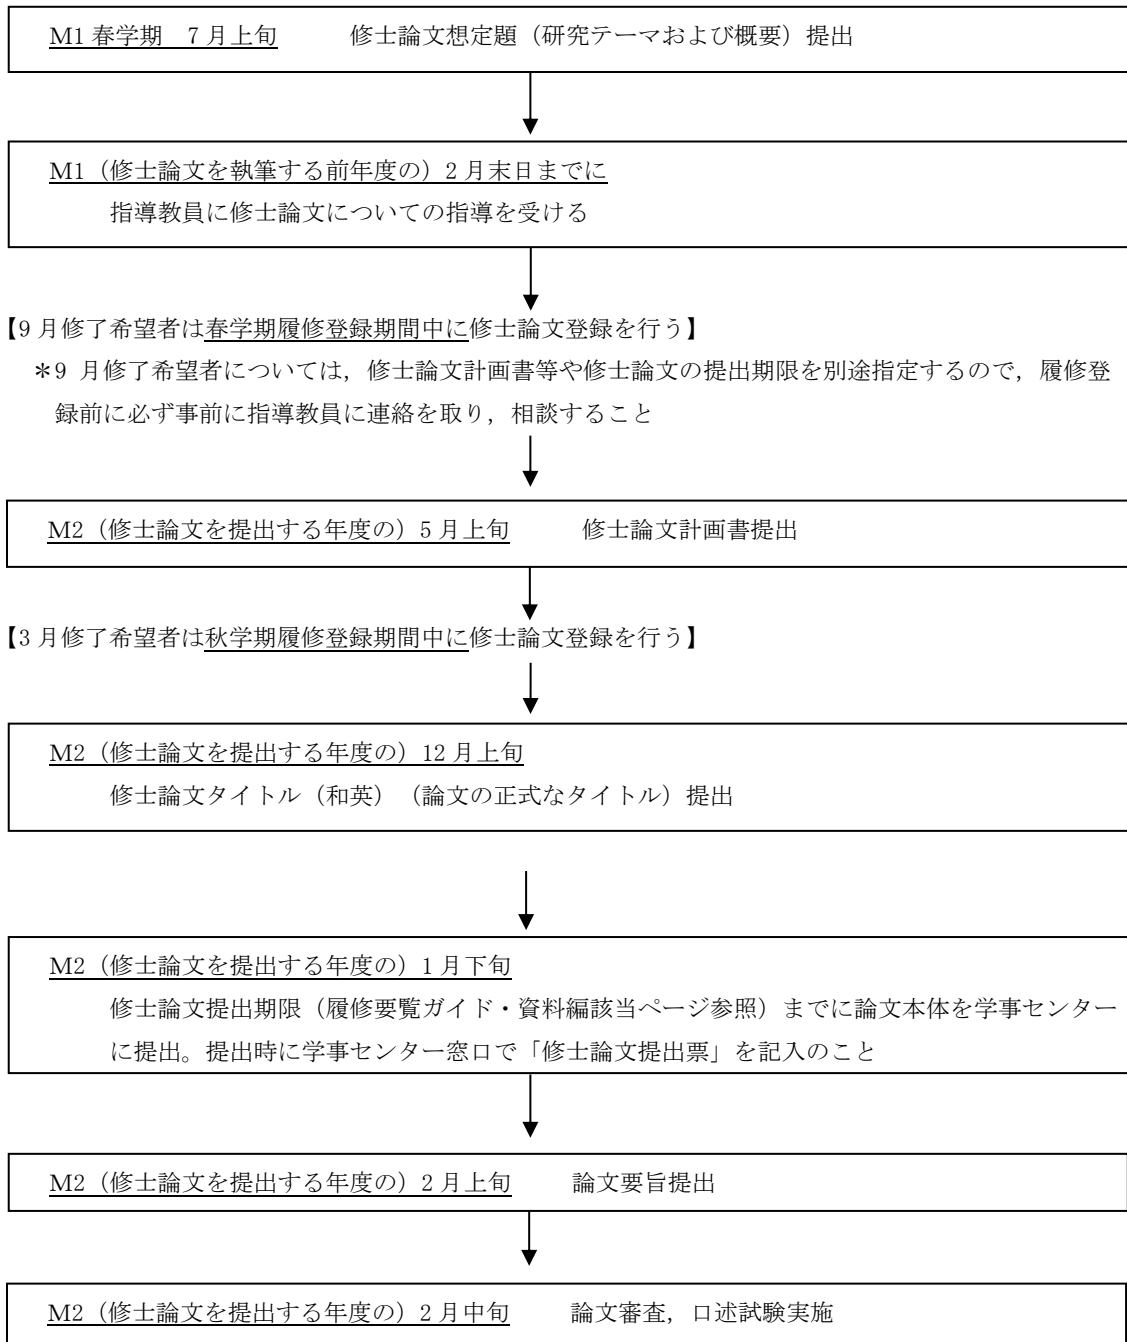 M1 春学期　7 月上旬　　　修士論文想定題（研究テーマおよび概要）提出
M1（修士論文を執筆する前年度の）2 月末日までに
指導教員に修士論文についての指導を受ける
【9 月修了希望者は春学期履修登録期間中に修士論文登録を行う】
＊9 月修了希望者については，修士論文計画書等や修士論文の提出期限を別途指定するので，履修登
録前に必ず事前に指導教員に連絡を取り，相談すること
M2（修士論文を提出する年度の）5 月上旬　　　修士論文計画書提出
【3 月修了希望者は秋学期履修登録期間中に修士論文登録を行う】
M2（修士論文を提出する年度の）12 月上旬
修士論文タイトル（和英）（論文の正式なタイトル）提出
M2（修士論文を提出する年度の）1 月下旬
修士論文提出期限（履修要覧ガイド・資料編該当ページ参照）までに論文本体を学事センター
に提出。提出時に学事センター窓口で「修士論文提出票」を記入のこと
M2（修士論文を提出する年度の）2 月上旬　　　論文要旨提出
M2（修士論文を提出する年度の）2 月中旬　　　論文審査，口述試験実施